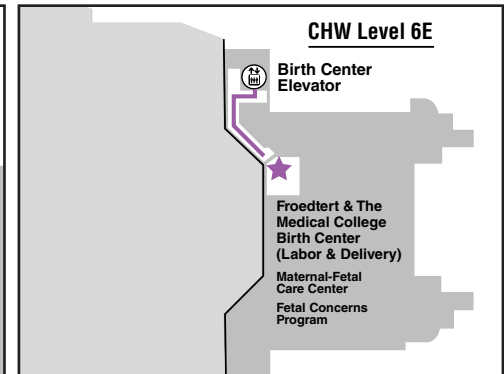 CHW Level 6E
Birth Center
Elevator
Froedtert & The
Medical College
Birth Center
(Labor & Delivery)
Maternal-Fetal
Care Center
Fetal Concerns
Program